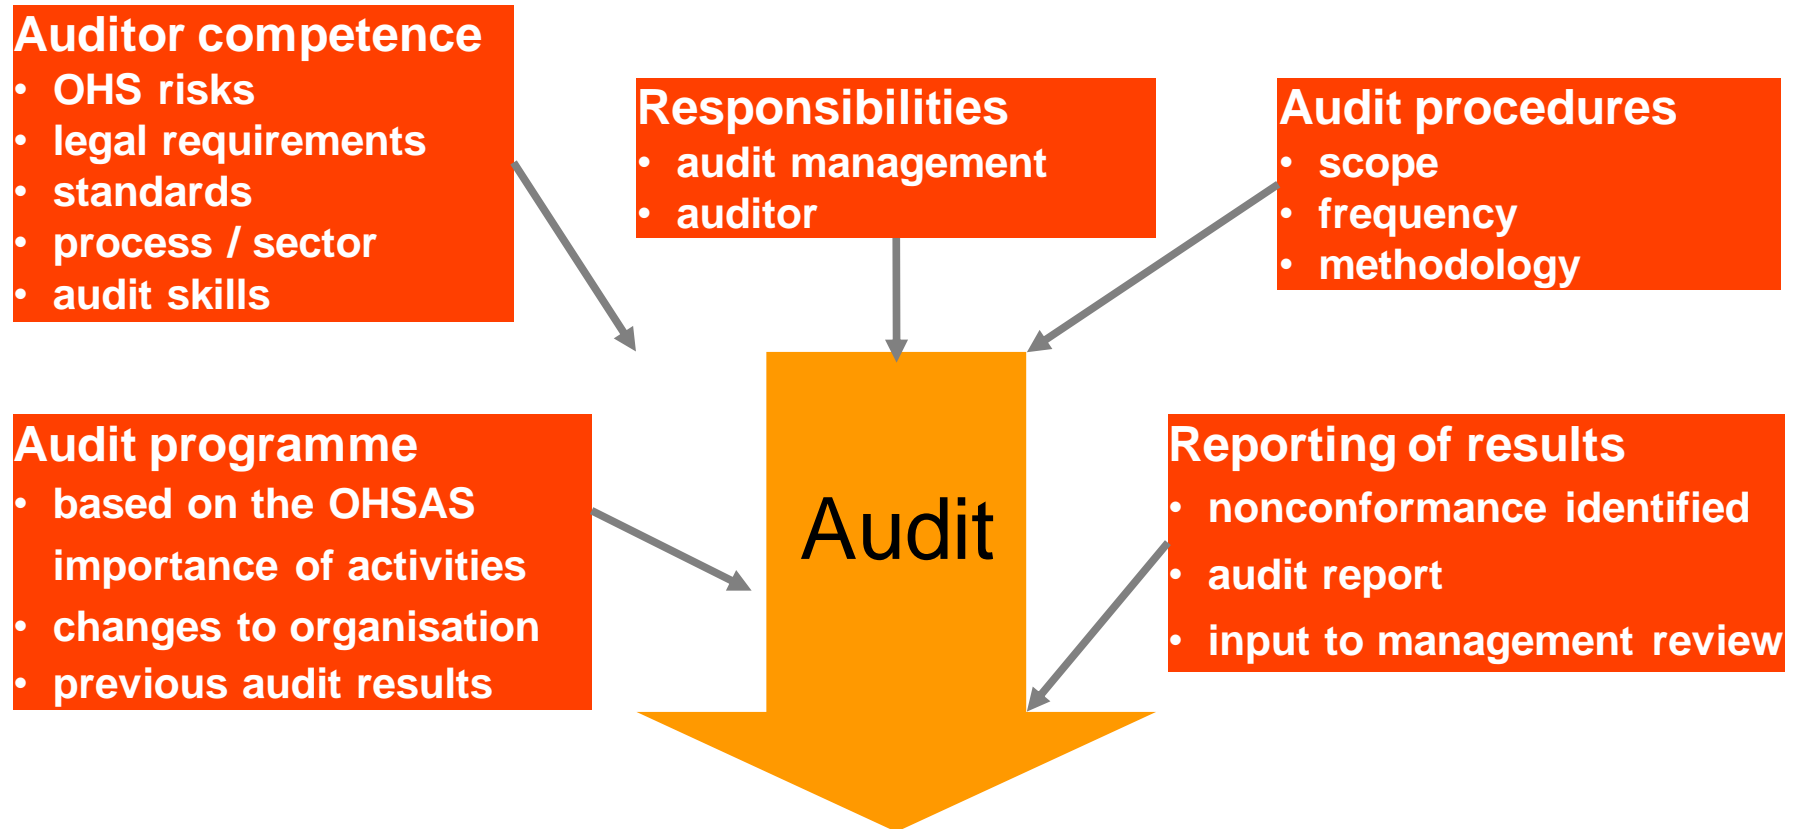 Auditor competence
• OHS risks
• legal requirements
• standards
• process / sector
• audit skills
Responsibilities
• audit management
• auditor
Audit procedures
• scope
• frequency
• methodology
Audit programme
• based on the OHSAS
importance of activities
• changes to organisation
• previous audit results
Audit
Reporting of results
• nonconformance identified
• audit report
• input to management review